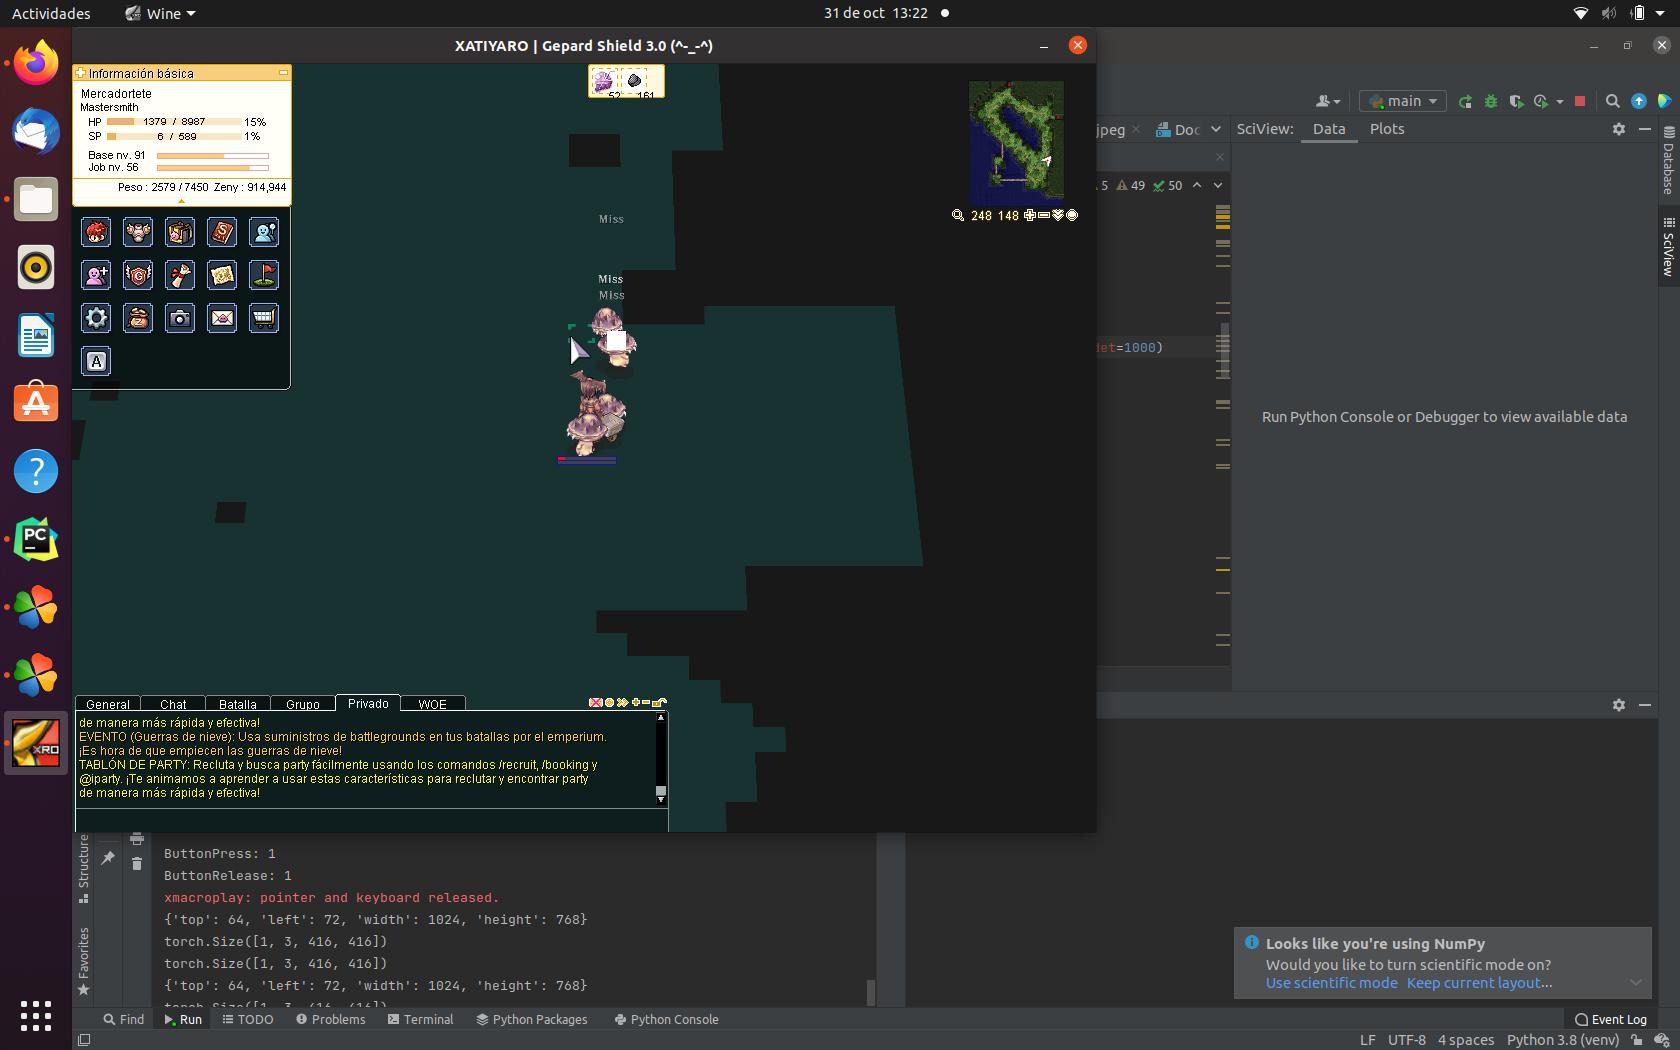 Actividades
Wine
31 de oct 13:22
XATIYARO | Gepard Shield 3.0 (^-_-^)
Información básica
Mercadortete
Mastersmith
HP 1379 / 8987 15%
SP 6 / 589 1%
Base nv. 91
Job nv. 56
Peso : 2579 / 7450 Zeny : 914,944
52 161
248 148
Miss
Miss
Miss
A
main
jpeg
Doc
SciView:
Data
Plots
5 49 50
Database
SciView
det=1000)
Run Python Console or Debugger to view available data
General
Chat
Batalla
Grupo
Privado
WOE
de manera más rápida y efectiva!
EVENTO (Guerras de nieve): Usa suministros de battlegrounds en tus batallas por el emperium.
¡Es hora de que empiecen las guerras de nieve!
TABLÓN DE PARTY: Recluta y busca party fácilmente usando los comandos /recruit, /booking y
@iparty. ¡Te animamos a aprender a usar estas características para reclutar y encontrar party
de manera más rápida y efectiva!
PC
XRO
Structure
Favorites
ButtonPress: 1
ButtonRelease: 1
xmacroplay: pointer and keyboard released.
{'top': 64, 'left': 72, 'width': 1024, 'height': 768}
torch.Size([1, 3, 416, 416])
torch.Size([1, 3, 416, 416])
{'top': 64, 'left': 72, 'width': 1024, 'height': 768}
torch.Size([1, 3, 416, 416])
Looks like you're using NumPy
Would you like to turn scientific mode on?
Use scientific mode Keep current layout...
Find
Run
TODO
Problems
Terminal
Python Packages
Python Console
Event Log
LF UTF-8 4 spaces Python 3.8 (venv)